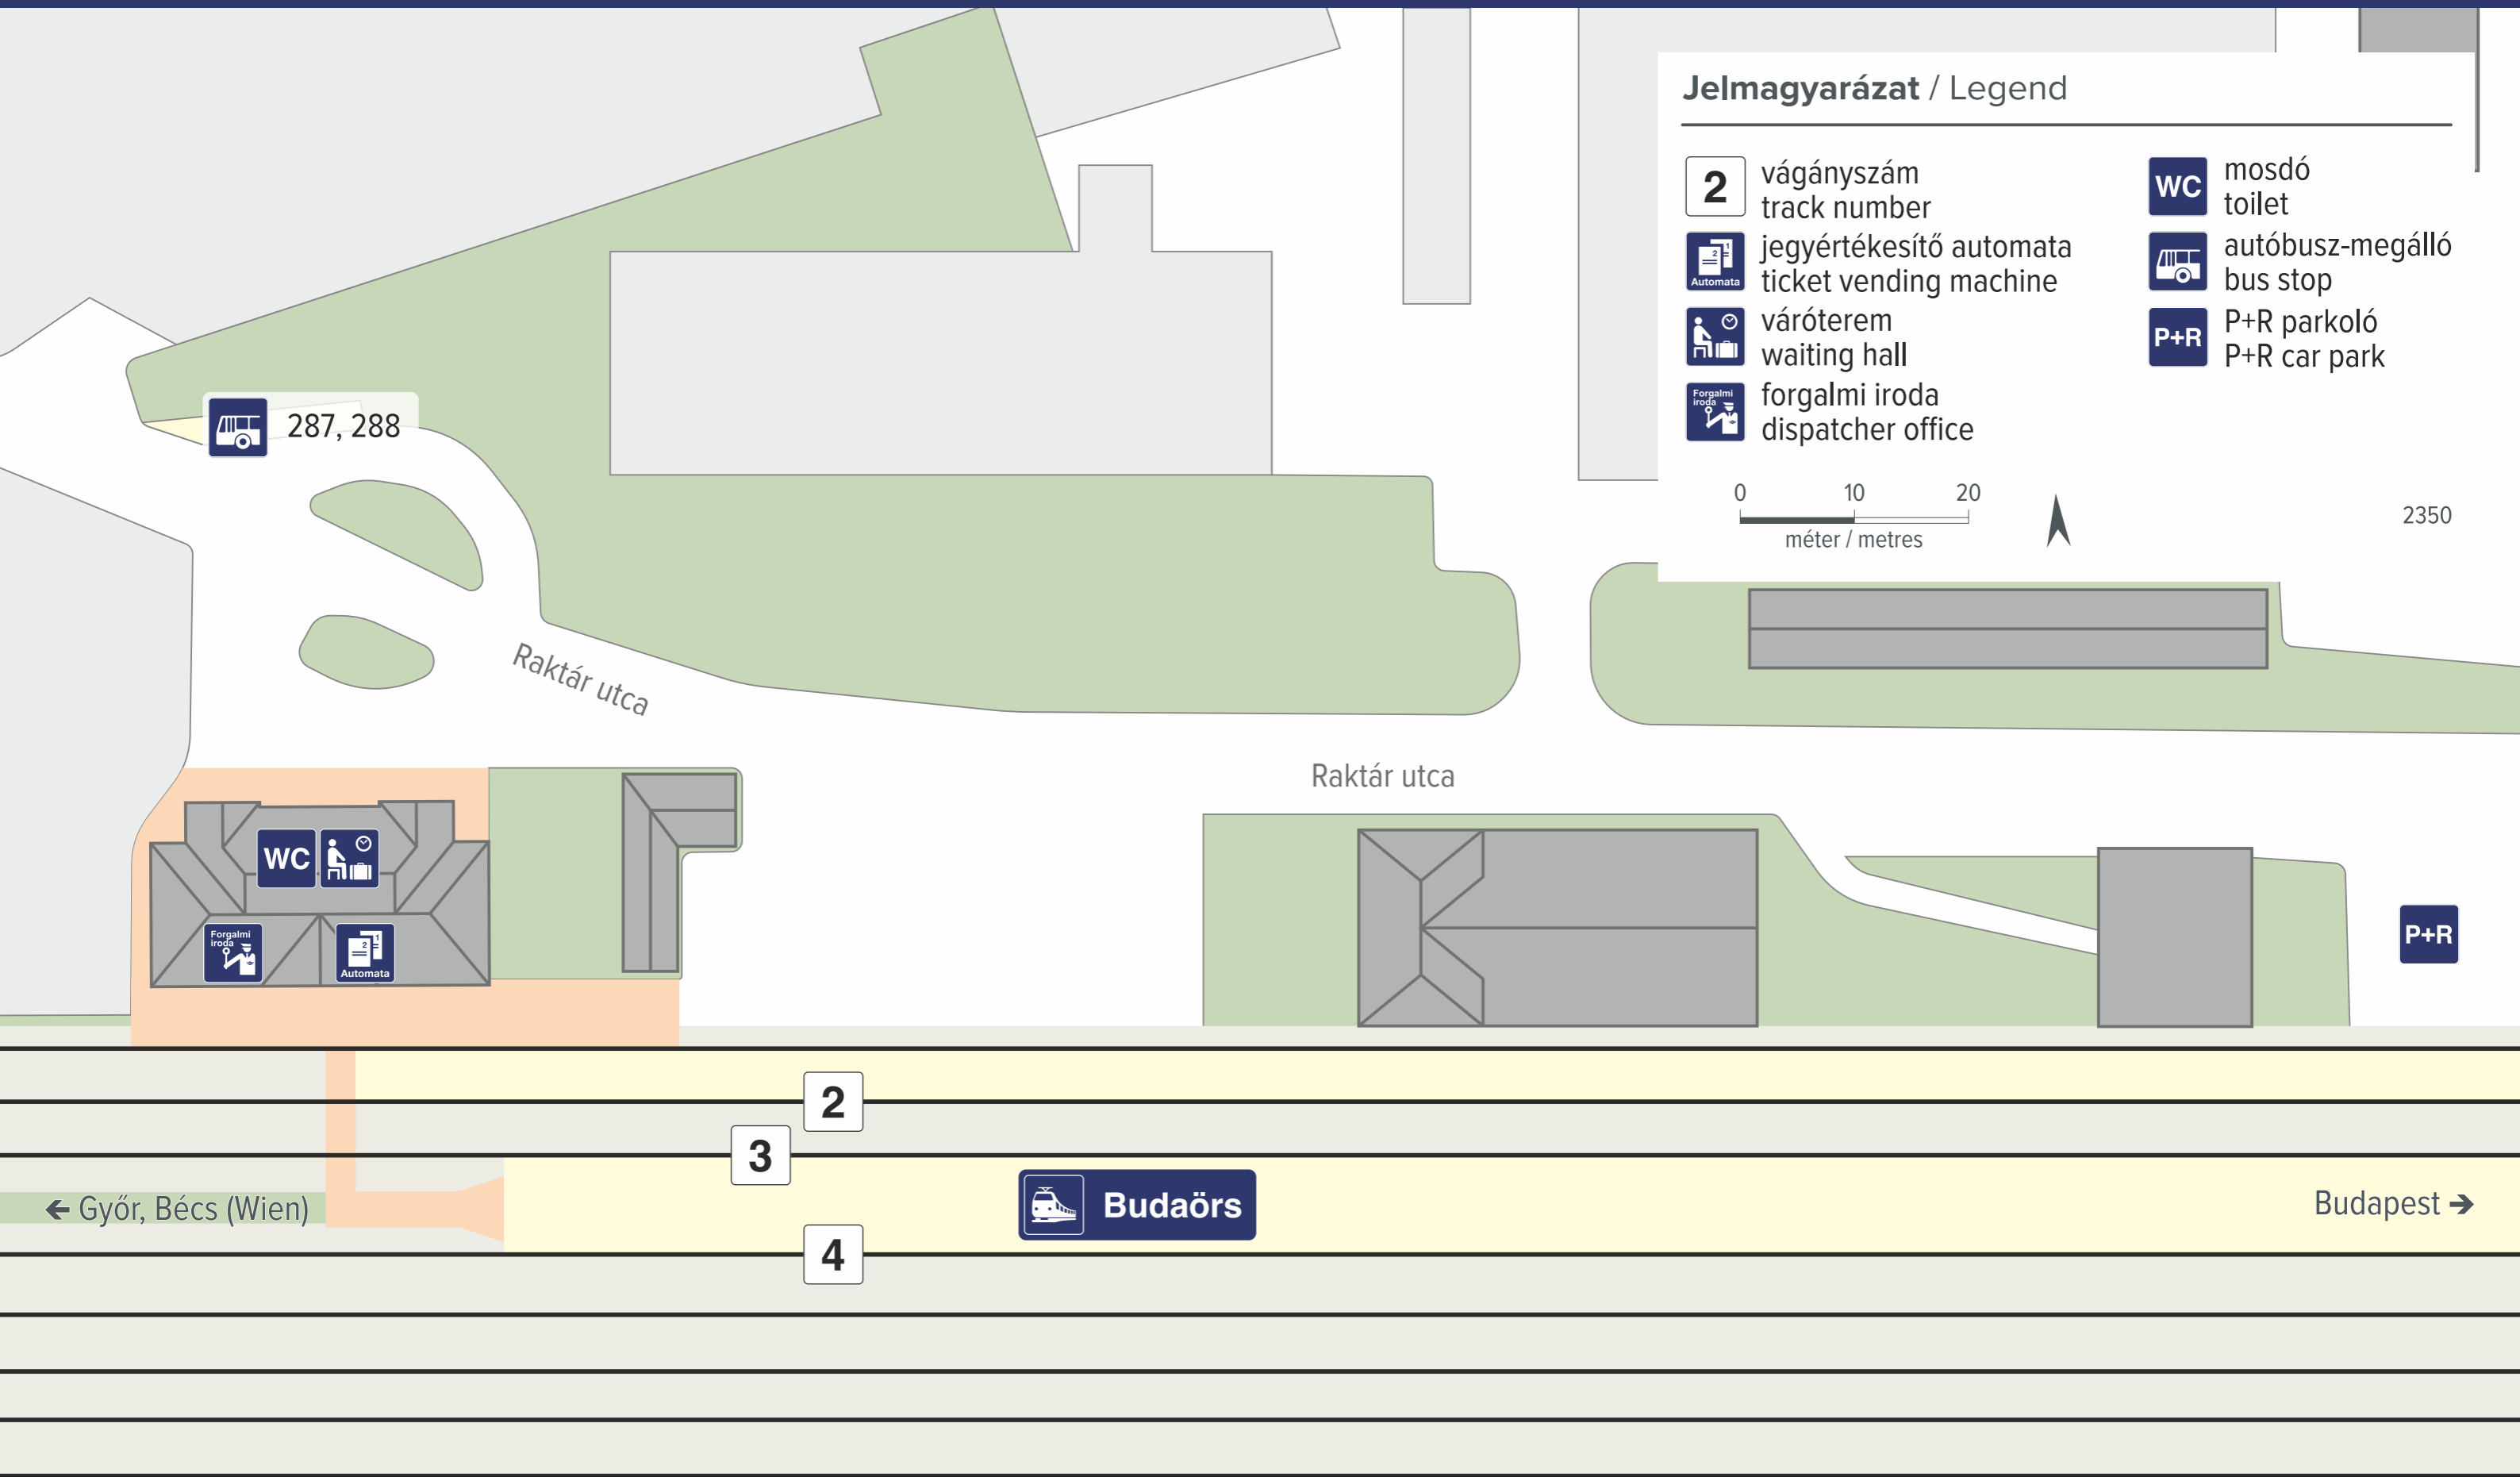 Jelmagyarázat / Legend
2
vágányszám
track number
Automata
jegyértékesítő automata
ticket vending machine
váróterem
waiting hall
Forgalmi
iroda
forgalmi iroda
dispatcher office
WC
mosdó
toilet
autóbusz-megálló
bus stop
P+R
P+R parkoló
P+R car park
0 10 20
méter / metres
2350
287, 288
Raktár utca
Raktár utca
WC
Forgalmi
iroda
Automata
P+R
2
3
← Győr, Bécs (Wien)
Budaörs
Budapest →
4